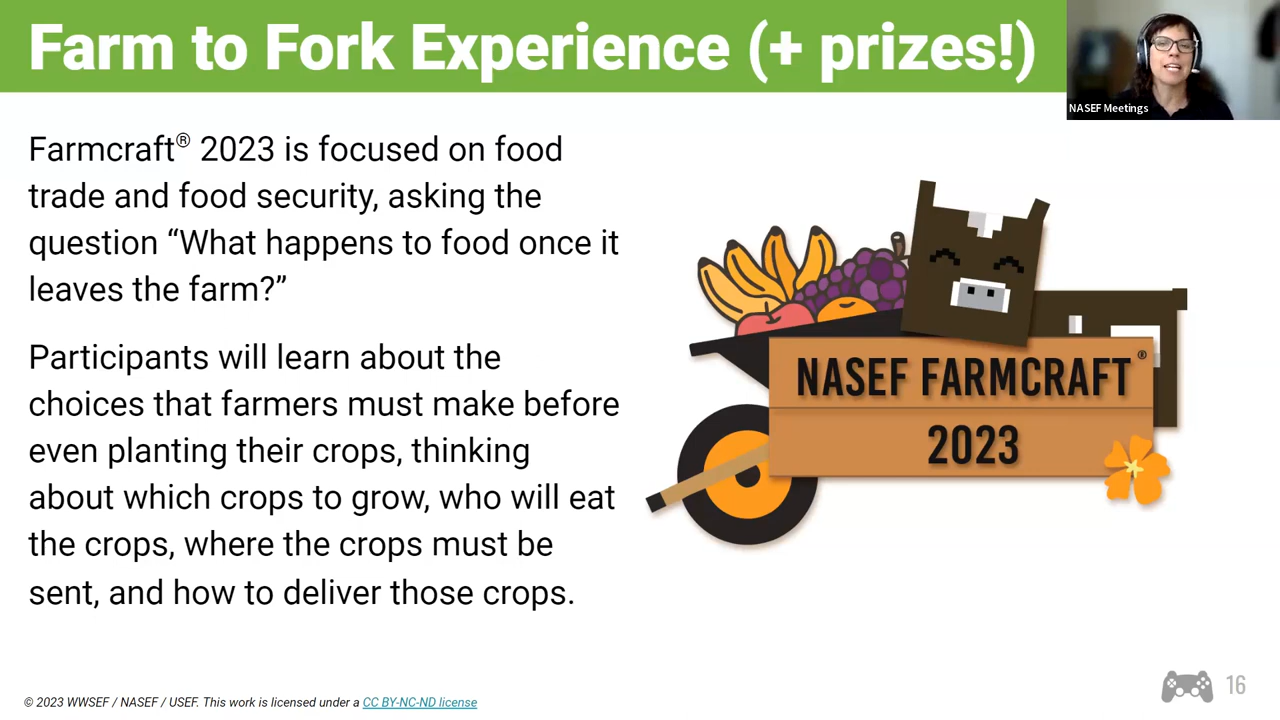 Farm to Fork Experience (+ prizes!)
NASEF Meetings
Farmcraft® 2023 is focused on food
trade and food security, asking the
question “What happens to food once it
leaves the farm?”
Participants will learn about the
choices that farmers must make before
even planting their crops, thinking
about which crops to grow, who will eat
the crops, where the crops must be
sent, and how to deliver those crops.
NASEF FARMCRAFT®
2023
© 2023 WWSEF / NASEF / USEF. This work is licensed under a CC BY-NC-ND license
16